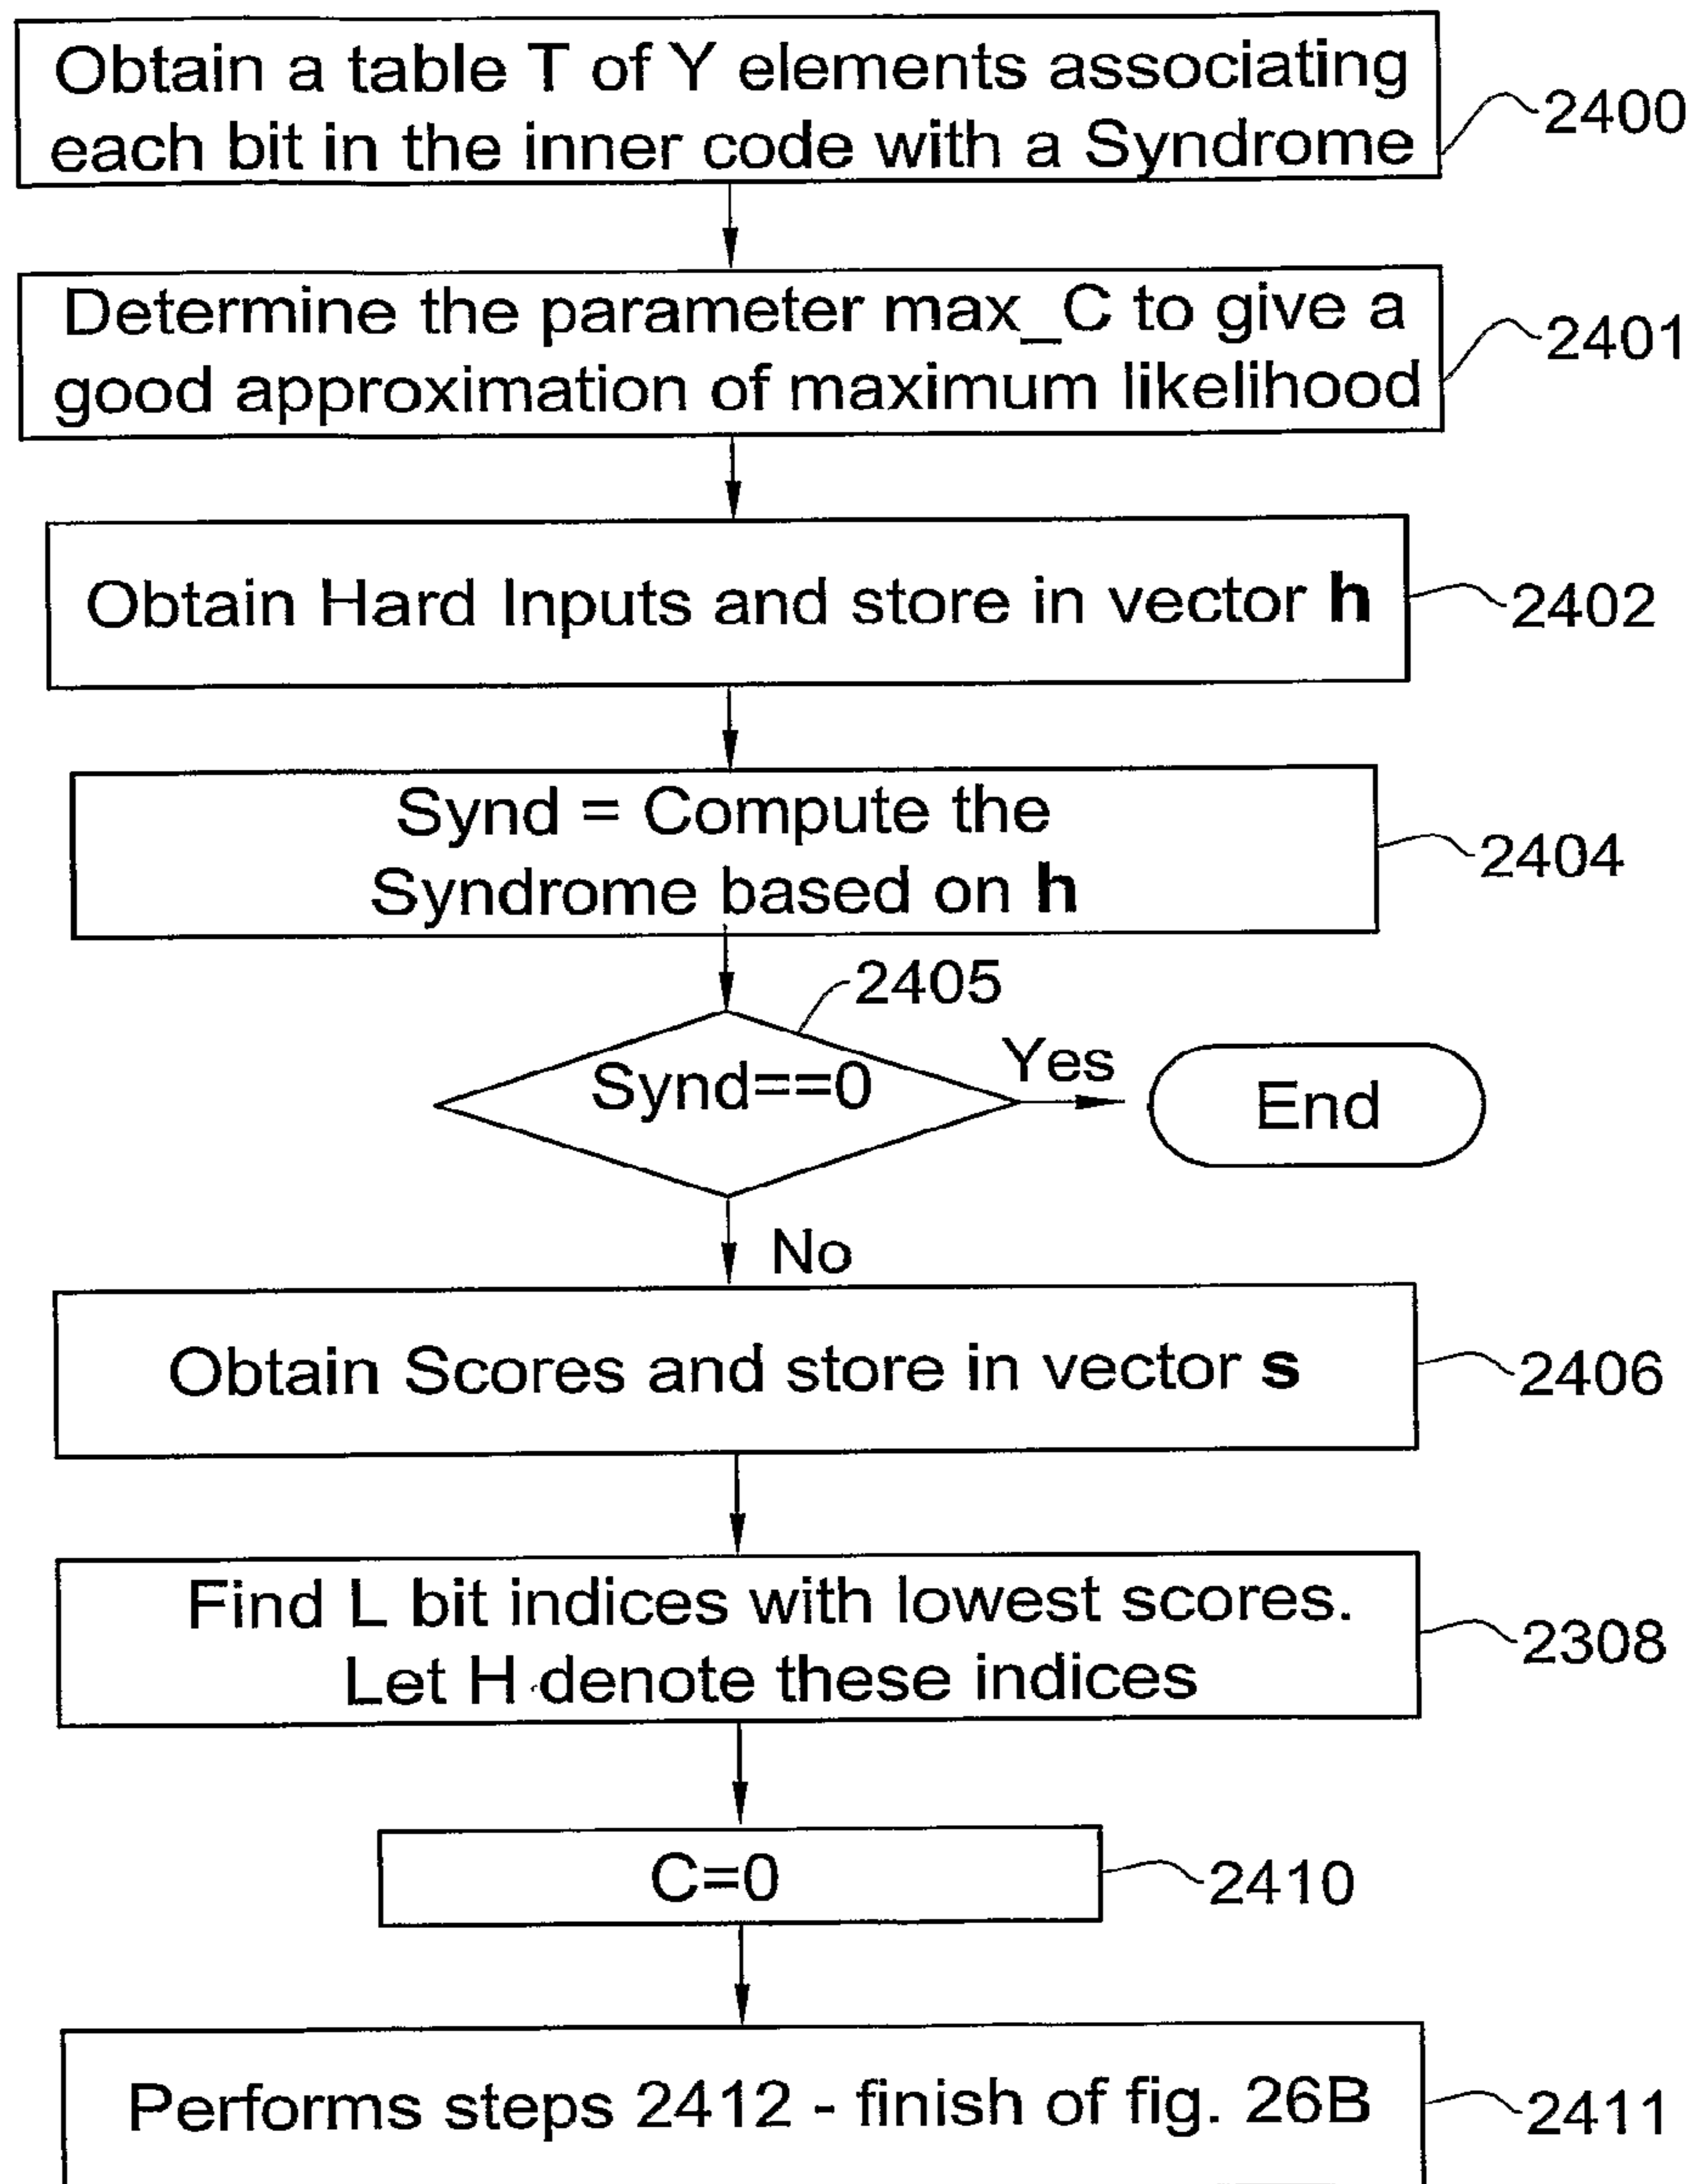 Obtain a table T of Y elements associating
each bit in the inner code with a Syndrome
2400
Determine the parameter max_C to give a
good approximation of maximum likelihood
2401
Obtain Hard Inputs and store in vector h
2402
Synd = Compute the
Syndrome based on h
2404
2405
Synd==0
Yes
End
No
Obtain Scores and store in vector s
2406
Find L bit indices with lowest scores.
Let H denote these indices
2308
C=0
2410
Performs steps 2412 - finish of fig. 26B
2411